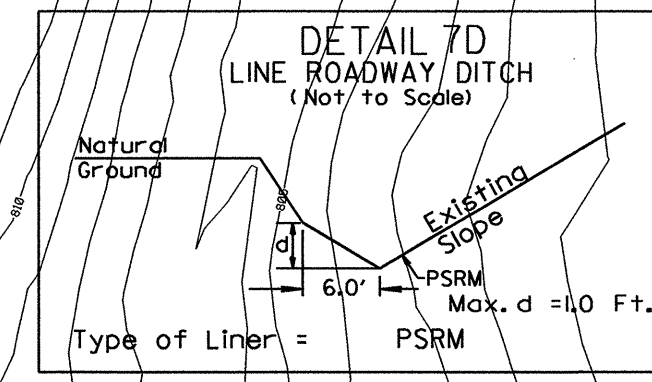 DETAIL 7D
LINE ROADWAY DITCH
(Not to Scale)
Natural
Ground
810
805
Existing
Slope
d
6.0'
PSRM
Max. d =1.0 Ft.
Type of Liner = PSRM